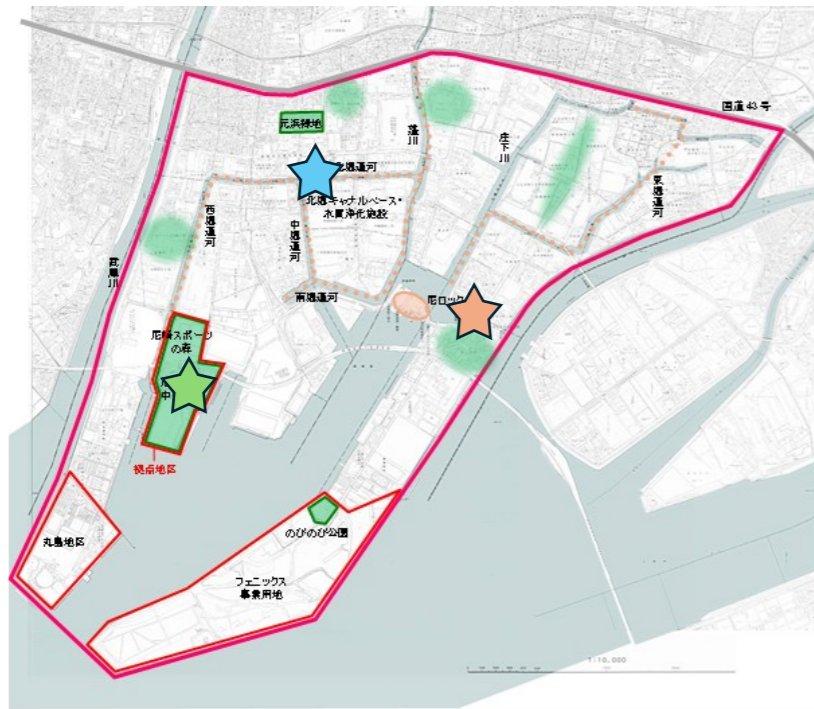 国道43号
元浜緑地
蓬川
庄下川
北堀運河
東堀運河
西堀運河
北堀キャナルベース・
水質浄化施設
中堀運河
武庫川
南堀運河
尼ロック
尼崎スポーツ
の森
中
拠点地区
丸島地区
のびのび公園
フェニックス
事業用地
1:10,000